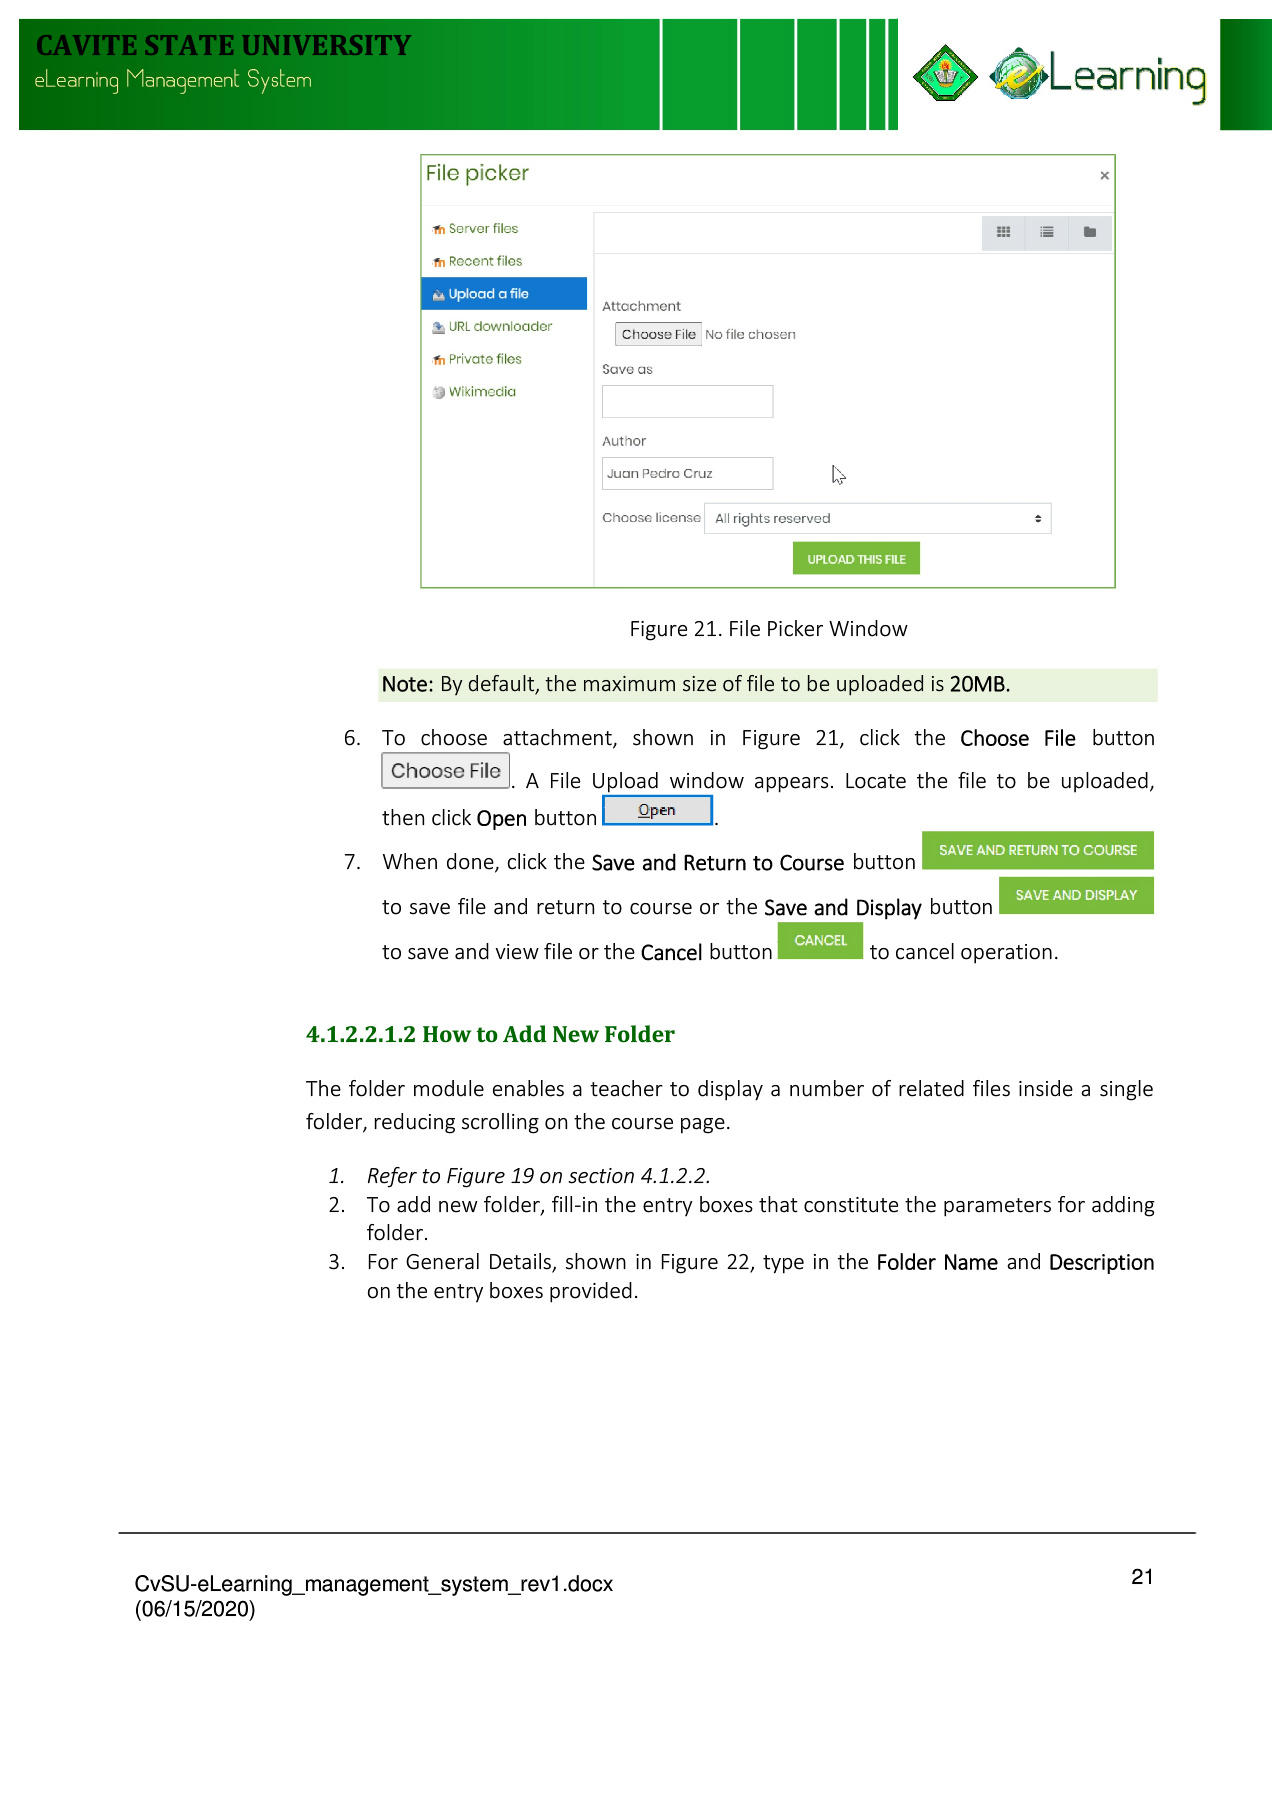 CAVITE STATE UNIVERSITY
eLearning Management System
eLearning
File picker
×
Server files
Recent files
Upload a file
URL downloader
Private files
Wikimedia
Attachment
Choose File No file chosen
Save as
Author
Juan Pedro Cruz
Choose license All rights reserved
UPLOAD THIS FILE
Figure 21. File Picker Window
Note: By default, the maximum size of file to be uploaded is 20MB.
6. To choose attachment, shown in Figure 21, click the Choose File button
Choose File. A File Upload window appears. Locate the file to be uploaded,
then click Open button Open.
7. When done, click the Save and Return to Course button SAVE AND RETURN TO COURSE
to save file and return to course or the Save and Display button SAVE AND DISPLAY
to save and view file or the Cancel button CANCEL to cancel operation.
4.1.2.2.1.2 How to Add New Folder
The folder module enables a teacher to display a number of related files inside a single
folder, reducing scrolling on the course page.
1. Refer to Figure 19 on section 4.1.2.2.
2. To add new folder, fill-in the entry boxes that constitute the parameters for adding
folder.
3. For General Details, shown in Figure 22, type in the Folder Name and Description
on the entry boxes provided.
CvSU-eLearning_management_system_rev1.docx
(06/15/2020)
21